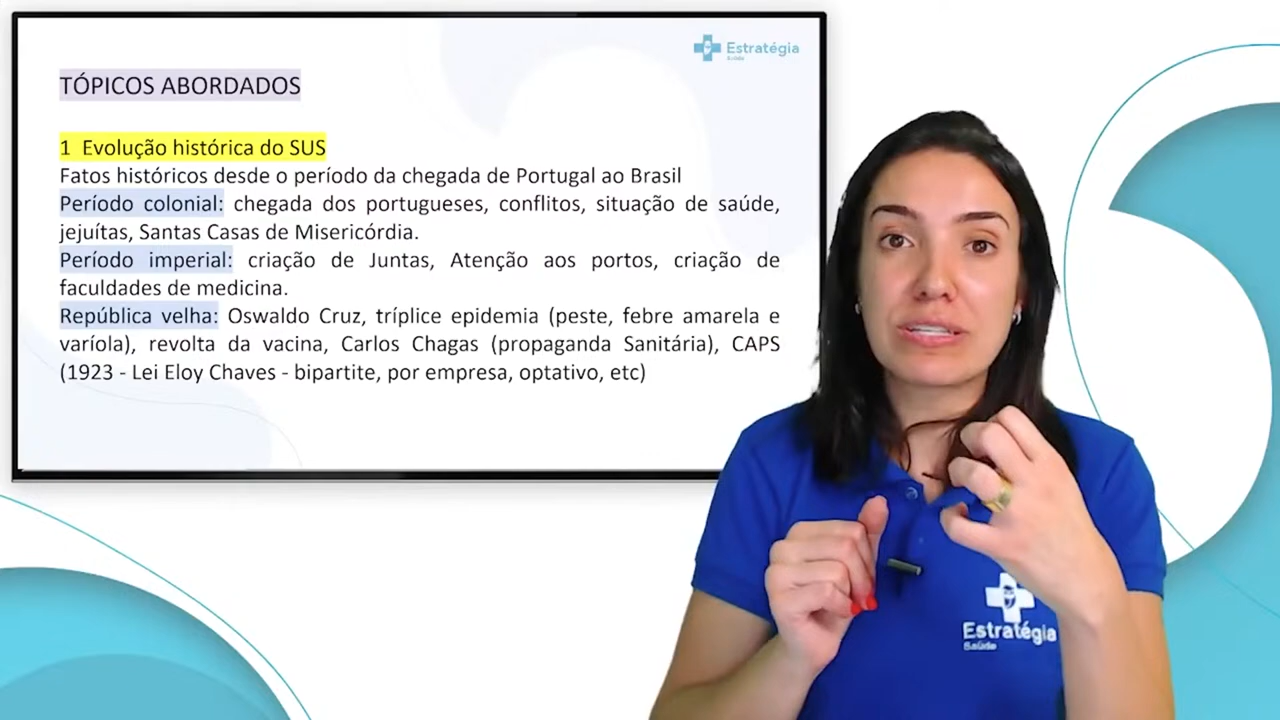 Estratégia
Saúde
TÓPICOS ABORDADOS
1 Evolução histórica do SUS
Fatos históricos desde o período da chegada de Portugal ao Brasil
Período colonial: chegada dos portugueses, conflitos, situação de saúde,
jejuítas, Santas Casas de Misericórdia.
Período imperial: criação de Juntas, Atenção aos portos, criação de
faculdades de medicina.
República velha: Oswaldo Cruz, tríplice epidemia (peste, febre amarela e
varíola), revolta da vacina, Carlos Chagas (propaganda Sanitária), CAPS
(1923 - Lei Eloy Chaves - bipartite, por empresa, optativo, etc)
Estratégia
Saúde